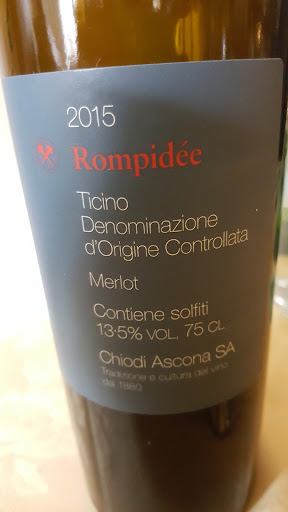 2015
Rompidée
Ticino
Denominazione
d'Origine Controllata
Merlot
Contiene solfiti
13·5% VOL, 75 CL
Chiodi Ascona SA
Tradizione e cultura del vino
dal 1880